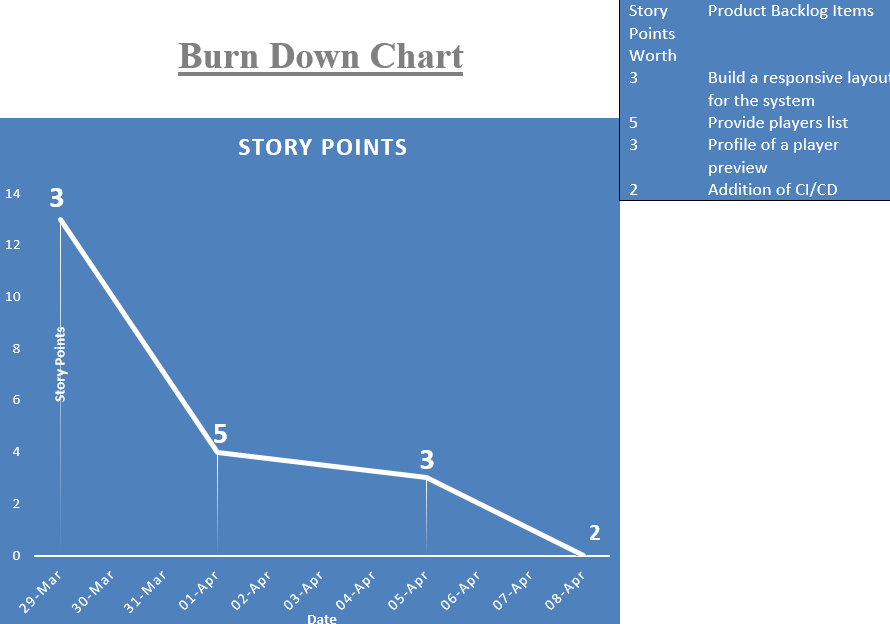 Burn Down Chart
Story Product Backlog Items
Points
Worth
3 Build a responsive layout
for the system
5 Provide players list
3 Profile of a player
preview
2 Addition of CI/CD
STORY POINTS
14
12
10
8
6
4
2
0
3
5
3
2
Story Points
29-Mar 30-Mar 31-Mar 01-Apr 02-Apr 03-Apr 04-Apr 05-Apr 06-Apr 07-Apr 08-Apr
Date